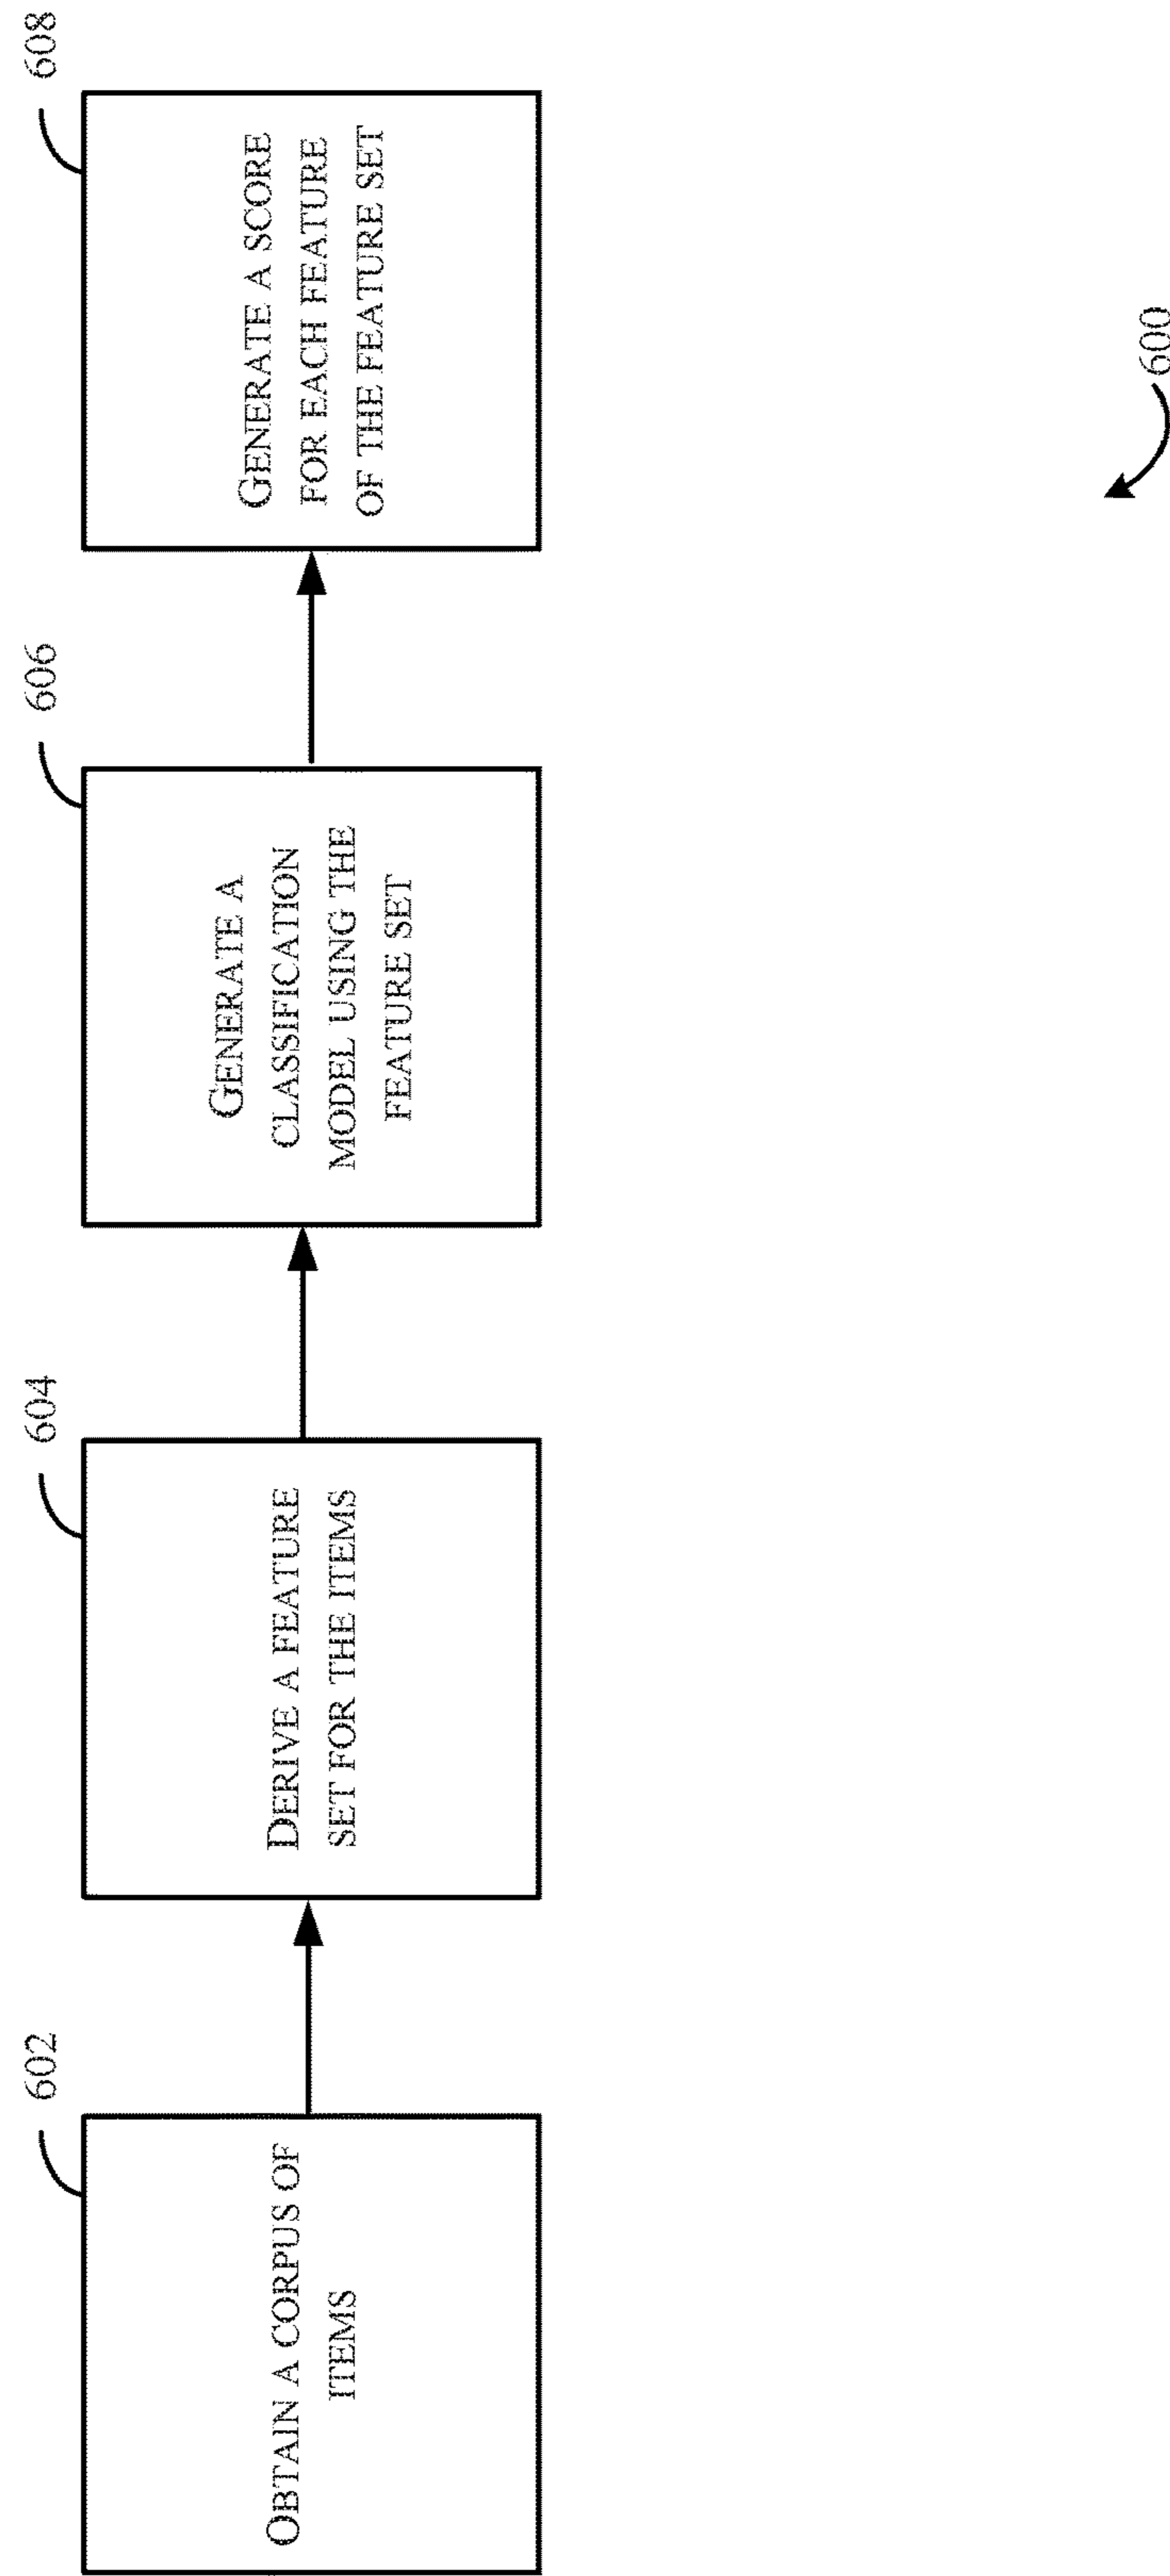 602
OBTAIN A CORPUS OF
ITEMS
604
DERIVE A FEATURE
SET FOR THE ITEMS
606
GENERATE A
CLASSIFICATION
MODEL USING THE
FEATURE SET
608
GENERATE A SCORE
FOR EACH FEATURE
OF THE FEATURE SET
600